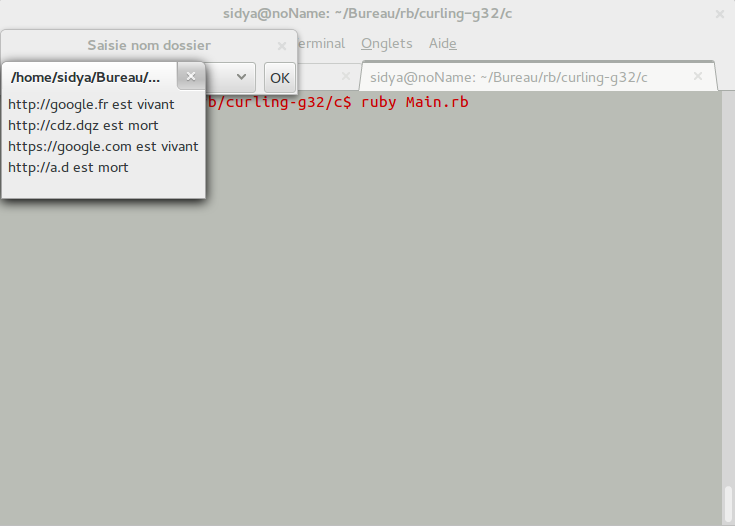 sidya@noName: ~/Bureau/rb/curling-g32/c
Saisie nom dossier
erminal Onglets Aide
/home/sidya/Bureau/...
OK
sidya@noName: ~/Bureau/rb/curling-g32/c
b/curling-g32/c$ ruby Main.rb
http://google.fr est vivant
http://cdz.dqz est mort
https://google.com est vivant
http://a.d est mort